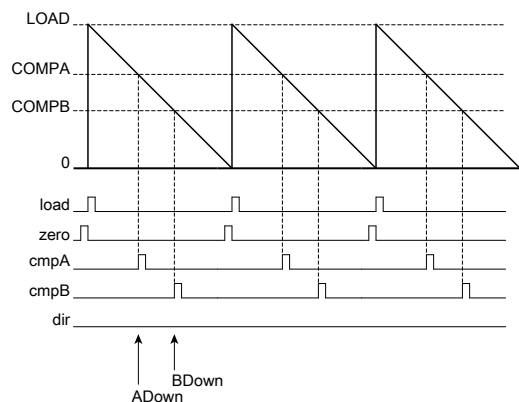 LOAD
COMPA
COMPB
0
load
zero
cmpA
cmpB
dir
BDown
ADown